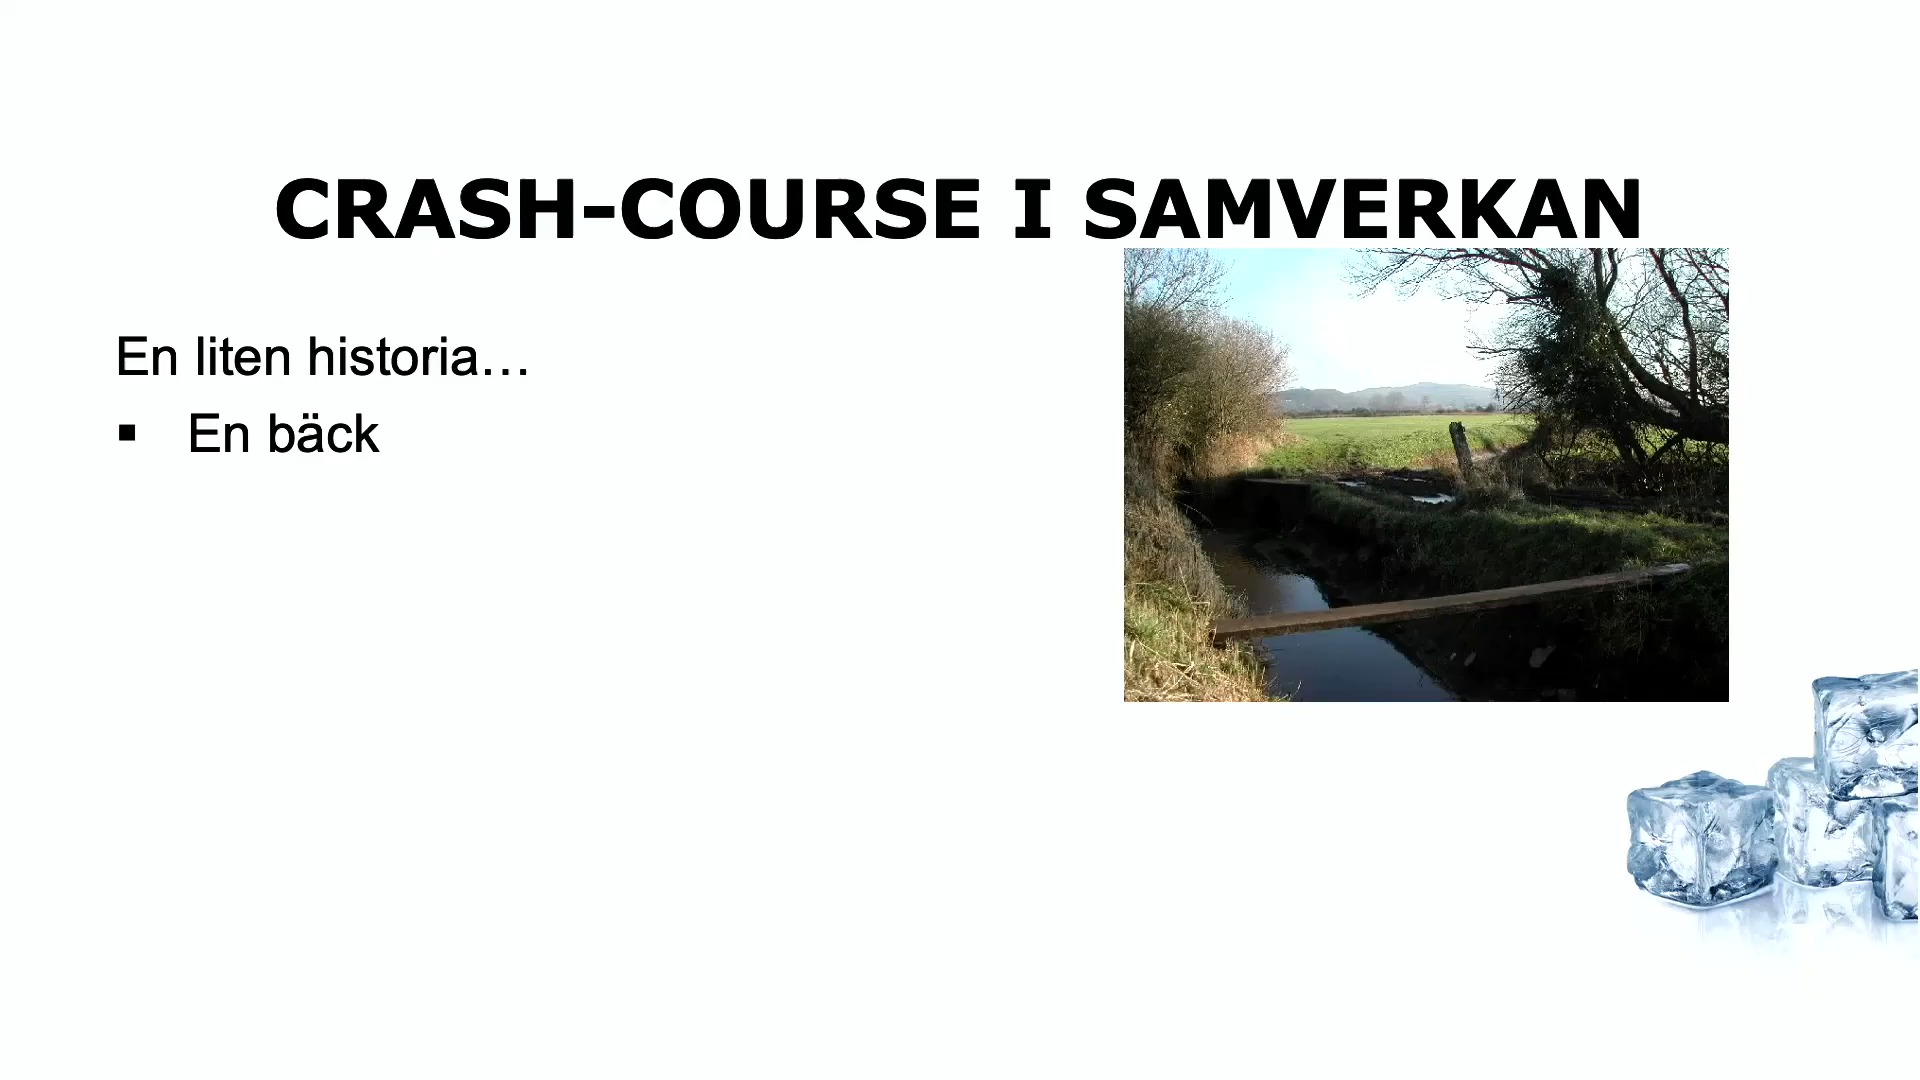 CRASH-COURSE I SAMVERKAN
En liten historia…
▪ En bäck